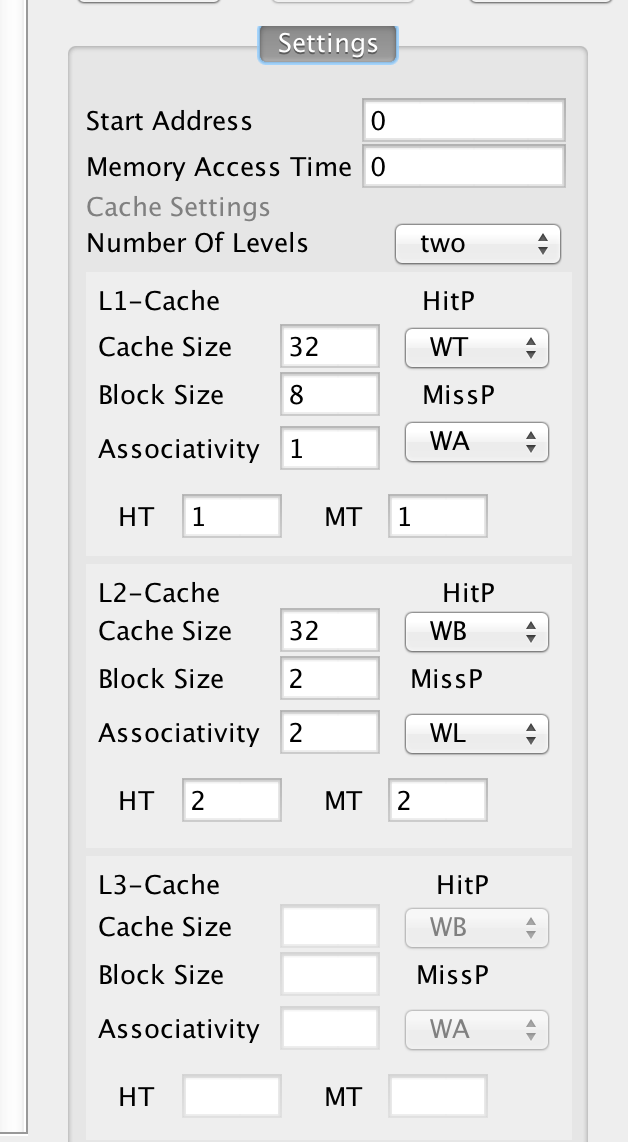 Settings
Start Address 0
Memory Access Time 0
Cache Settings
Number Of Levels two
L1-Cache HitP
Cache Size 32 WT
Block Size 8 MissP
Associativity 1 WA
HT 1 MT 1
L2-Cache HitP
Cache Size 32 WB
Block Size 2 MissP
Associativity 2 WL
HT 2 MT 2
L3-Cache HitP
Cache Size WB
Block Size MissP
Associativity WA
HT MT